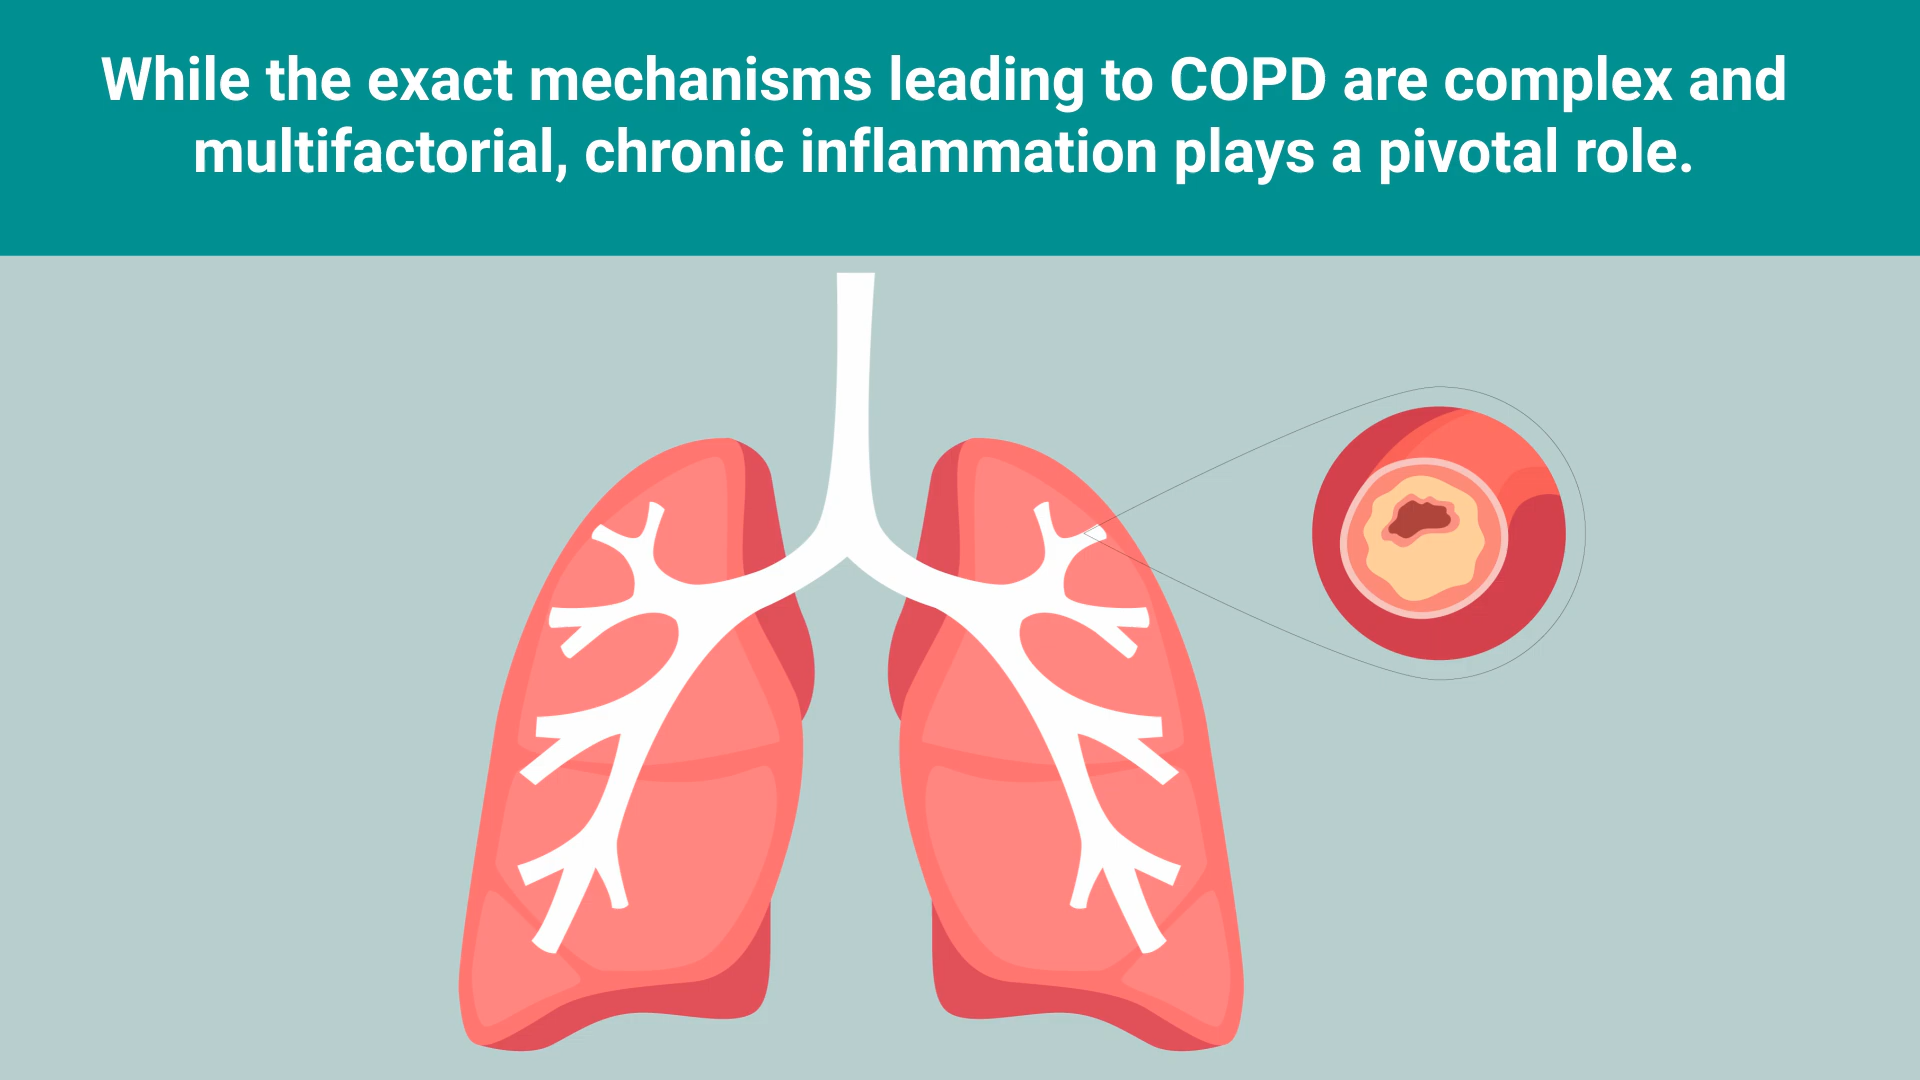 While the exact mechanisms leading to COPD are complex and
multifactorial, chronic inflammation plays a pivotal role.